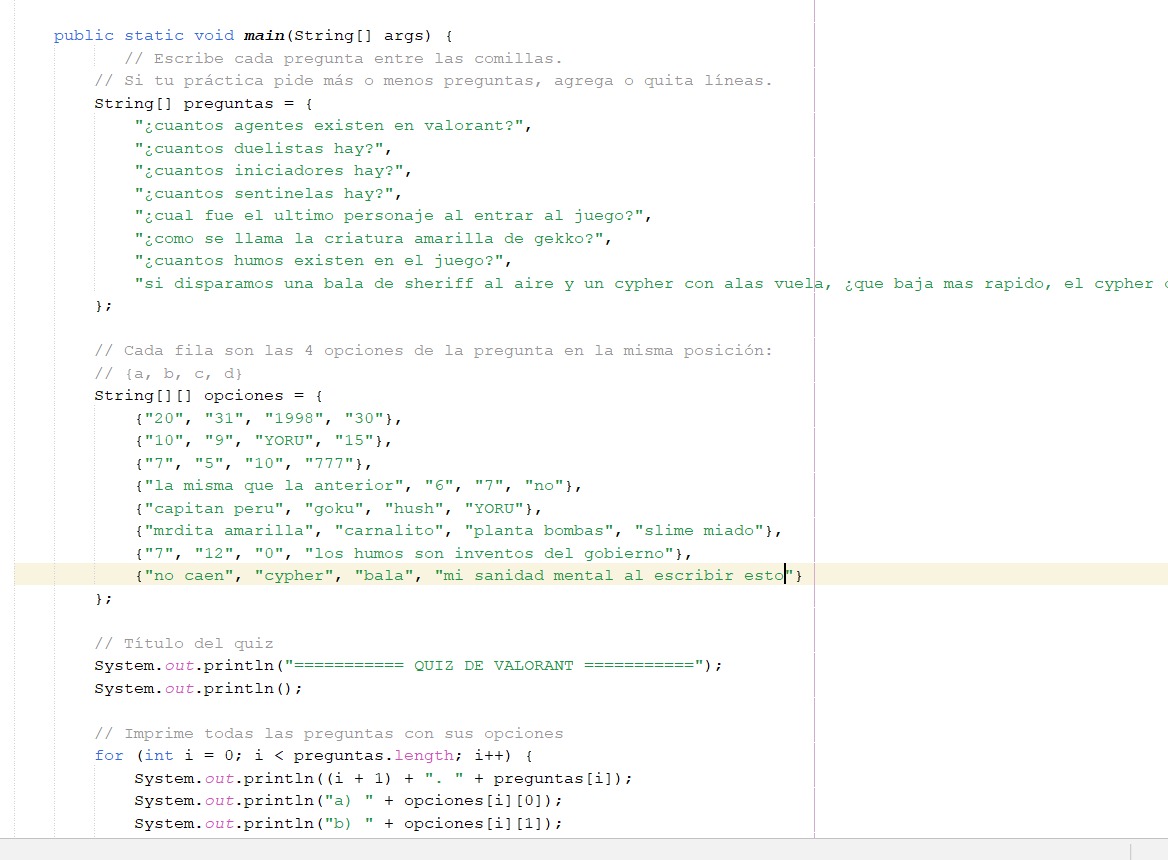 public static void main(String[] args) {
// Escribe cada pregunta entre las comillas.
// Si tu práctica pide más o menos preguntas, agrega o quita líneas.
String[] preguntas = {
"¿cuantos agentes existen en valorant?",
"¿cuantos duelistas hay?",
"¿cuantos iniciadores hay?",
"¿cuantos sentinelas hay?",
"¿cual fue el ultimo personaje al entrar al juego?",
"¿como se llama la criatura amarilla de gekko?",
"¿cuantos humos existen en el juego?",
"si disparamos una bala de sheriff al aire y un cypher con alas vuela, ¿que baja mas rapido, el cypher
};
// Cada fila son las 4 opciones de la pregunta en la misma posición:
// {a, b, c, d}
String[][] opciones = {
{"20", "31", "1998", "30"},
{"10", "9", "YORU", "15"},
{"7", "5", "10", "777"},
{"la misma que la anterior", "6", "7", "no"},
{"capitan peru", "goku", "hush", "YORU"},
{"mrdita amarilla", "carnalito", "planta bombas", "slime miado"},
{"7", "12", "0", "los humos son inventos del gobierno"},
{"no caen", "cypher", "bala", "mi sanidad mental al escribir esto"}
};
// Título del quiz
System.out.println("=========== QUIZ DE VALORANT ===========");
System.out.println();
// Imprime todas las preguntas con sus opciones
for (int i = 0; i < preguntas.length; i++) {
System.out.println((i + 1) + ". " + preguntas[i]);
System.out.println("a) " + opciones[i][0]);
System.out.println("b) " + opciones[i][1]);